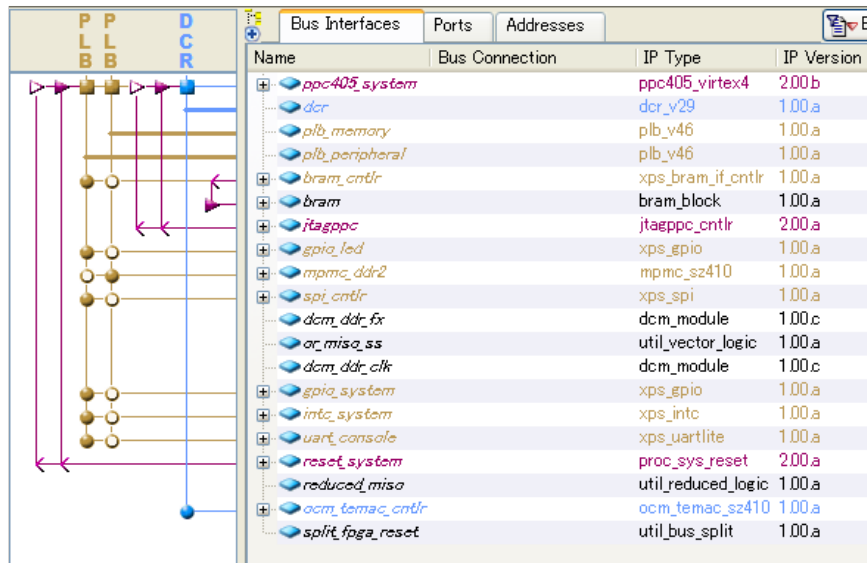 PLB PLB DCR
Bus Interfaces Ports Addresses
Name Bus Connection IP Type IP Version
ppc405_system ppc405_virtex4 2.00.b
dcr dcr_v29 1.00.a
plb_memory plb_v46 1.00.a
plb_peripheral plb_v46 1.00.a
bram_cntlr xps_bram_if_cntlr 1.00.a
bram bram_block 1.00.a
jtagppc jtagppc_cntlr 2.00.a
gpio_led xps_gpio 1.00.a
mpmc_ddr2 mpmc_sz410 1.00.a
spi_cntlr xps_spi 1.00.a
dcm_ddr_fx dcm_module 1.00.c
or_miso_ss util_vector_logic 1.00.a
dcm_ddr_clk dcm_module 1.00.c
gpio_system xps_gpio 1.00.a
intc_system xps_intc 1.00.a
uart_console xps_uartlite 1.00.a
reset_system proc_sys_reset 2.00.a
reduced_miso util_reduced_logic 1.00.a
ocm_temac_cntlr ocm_temac_sz410 1.00.a
split_fpga_reset util_bus_split 1.00.a